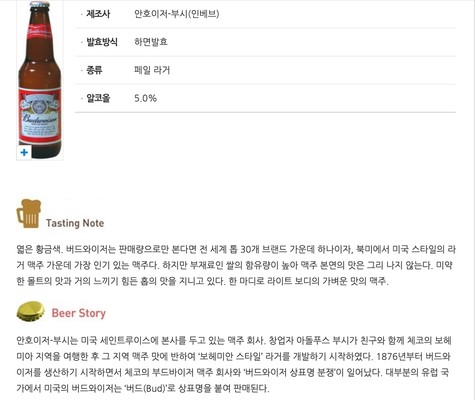 · 제조사 안호이저-부시(인베브)
· 발효방식 하면발효
· 종류 페일 라거
· 알코올 5.0%
Budweiser
Tasting Note
엷은 황금색. 버드와이저는 판매량으로만 본다면 전 세계 톱 30개 브랜드 가운데 하나이자, 북미에서 미국 스타일의 라
거 맥주 가운데 가장 인기 있는 맥주다. 하지만 부재료인 쌀의 함유량이 높아 맥주 본연의 맛은 그리 나지 않는다. 미약
한 몰트의 맛과 거의 느끼기 힘든 홉의 맛을 지니고 있다. 한 마디로 라이트 보디의 가벼운 맛의 맥주.
Beer Story
안호이저-부시는 미국 세인트루이스에 본사를 두고 있는 맥주 회사. 창업자 아돌푸스 부시가 친구와 함께 체코의 보헤
미아 지역을 여행한 후 그 지역 맥주 맛에 반하여 ‘보헤미안 스타일’ 라거를 개발하기 시작하였다. 1876년부터 버드와
이저를 생산하기 시작하면서 체코의 부드바이저 맥주 회사와 ‘버드와이저 상표명 분쟁’이 일어났다. 대부분의 유럽 국
가에서 미국의 버드와이저는 ‘버드(Bud)’로 상표명을 붙여 판매된다.